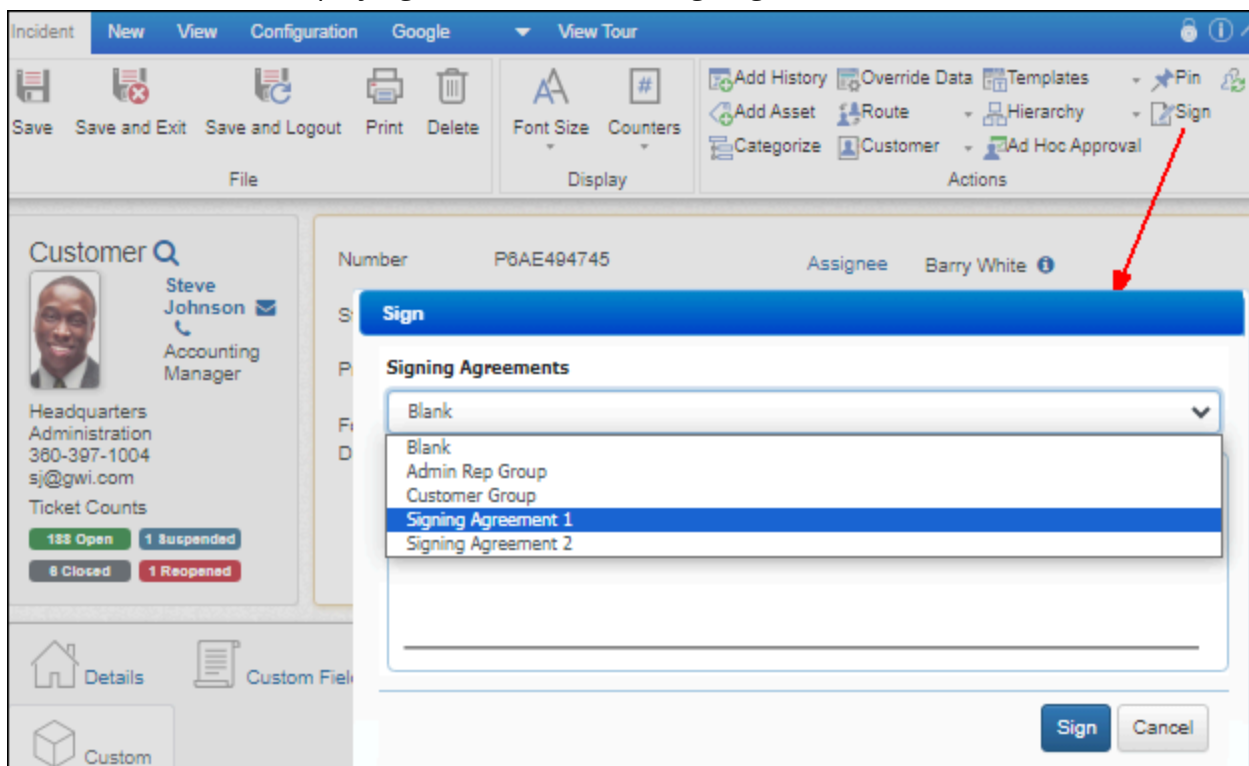 Incident New View Configuration Google View Tour
Add History Override Data Templates Pin
Add Asset Route Hierarchy Sign
Categorize Customer Ad Hoc Approval
Save Save and Exit Save and Logout Print Delete Font Size # Counters
File Display Actions
Customer
Steve
Johnson
Accounting
Manager
Headquarters
Administration
360-397-1004
sj@gwi.com
Ticket Counts
188 Open 1 Suspended
6 Closed 1 Reopened
Number P6AE494745 Assignee Barry White
Sign
Signing Agreements
Blank
Blank
Admin Rep Group
Customer Group
Signing Agreement 1
Signing Agreement 2
Sign Cancel
Details Custom Fiel
Custom